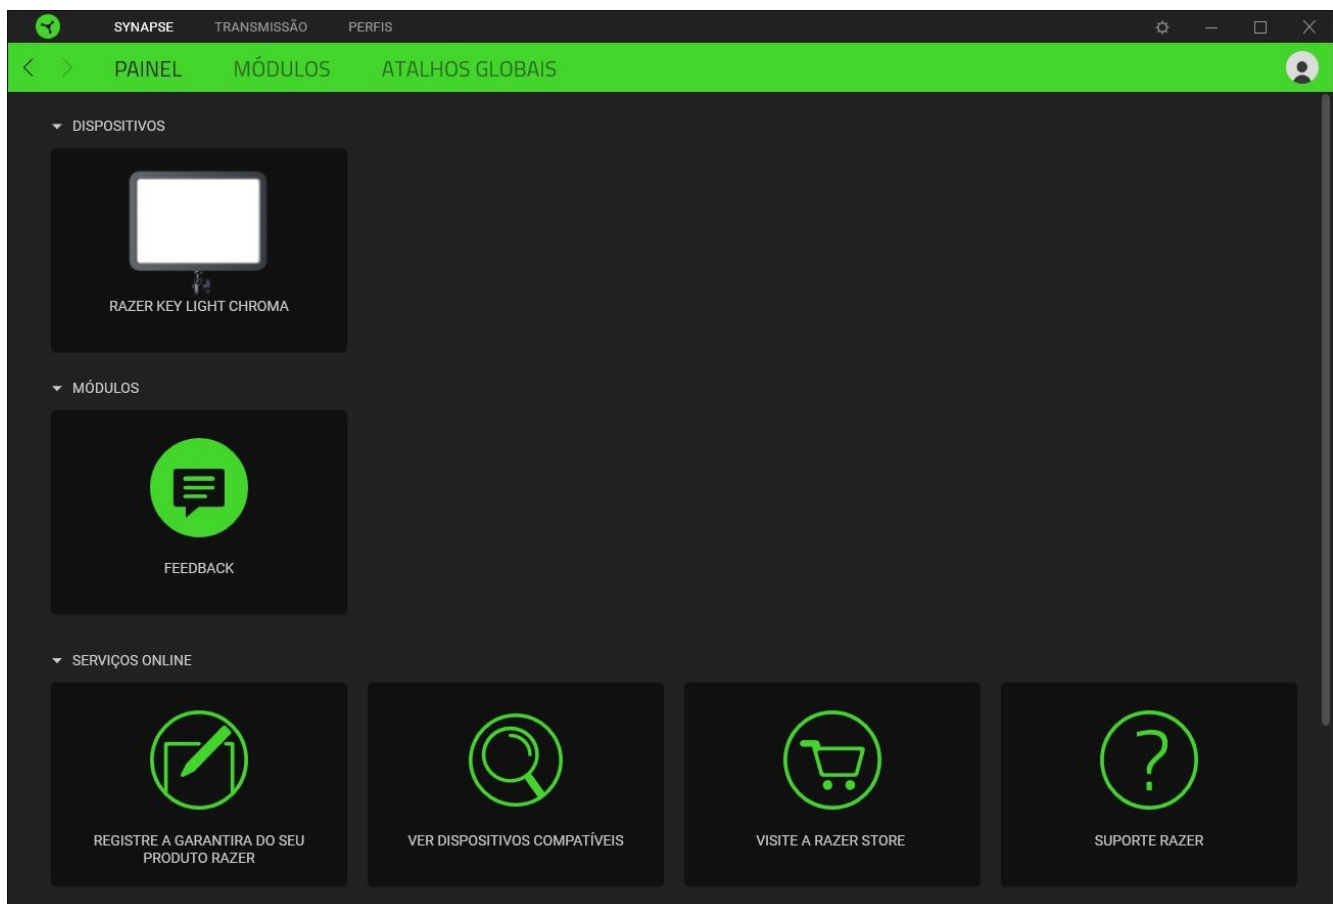 SYNAPSE
TRANSMISSÃO
PERFIS
PAINEL
MÓDULOS
ATALHOS GLOBAIS
DISPOSITIVOS
RAZER KEY LIGHT CHROMA
MÓDULOS
FEEDBACK
SERVIÇOS ONLINE
REGISTRE A GARANTIRA DO SEU
PRODUTO RAZER
VER DISPOSITIVOS COMPATÍVEIS
VISITE A RAZER STORE
SUPORTE RAZER